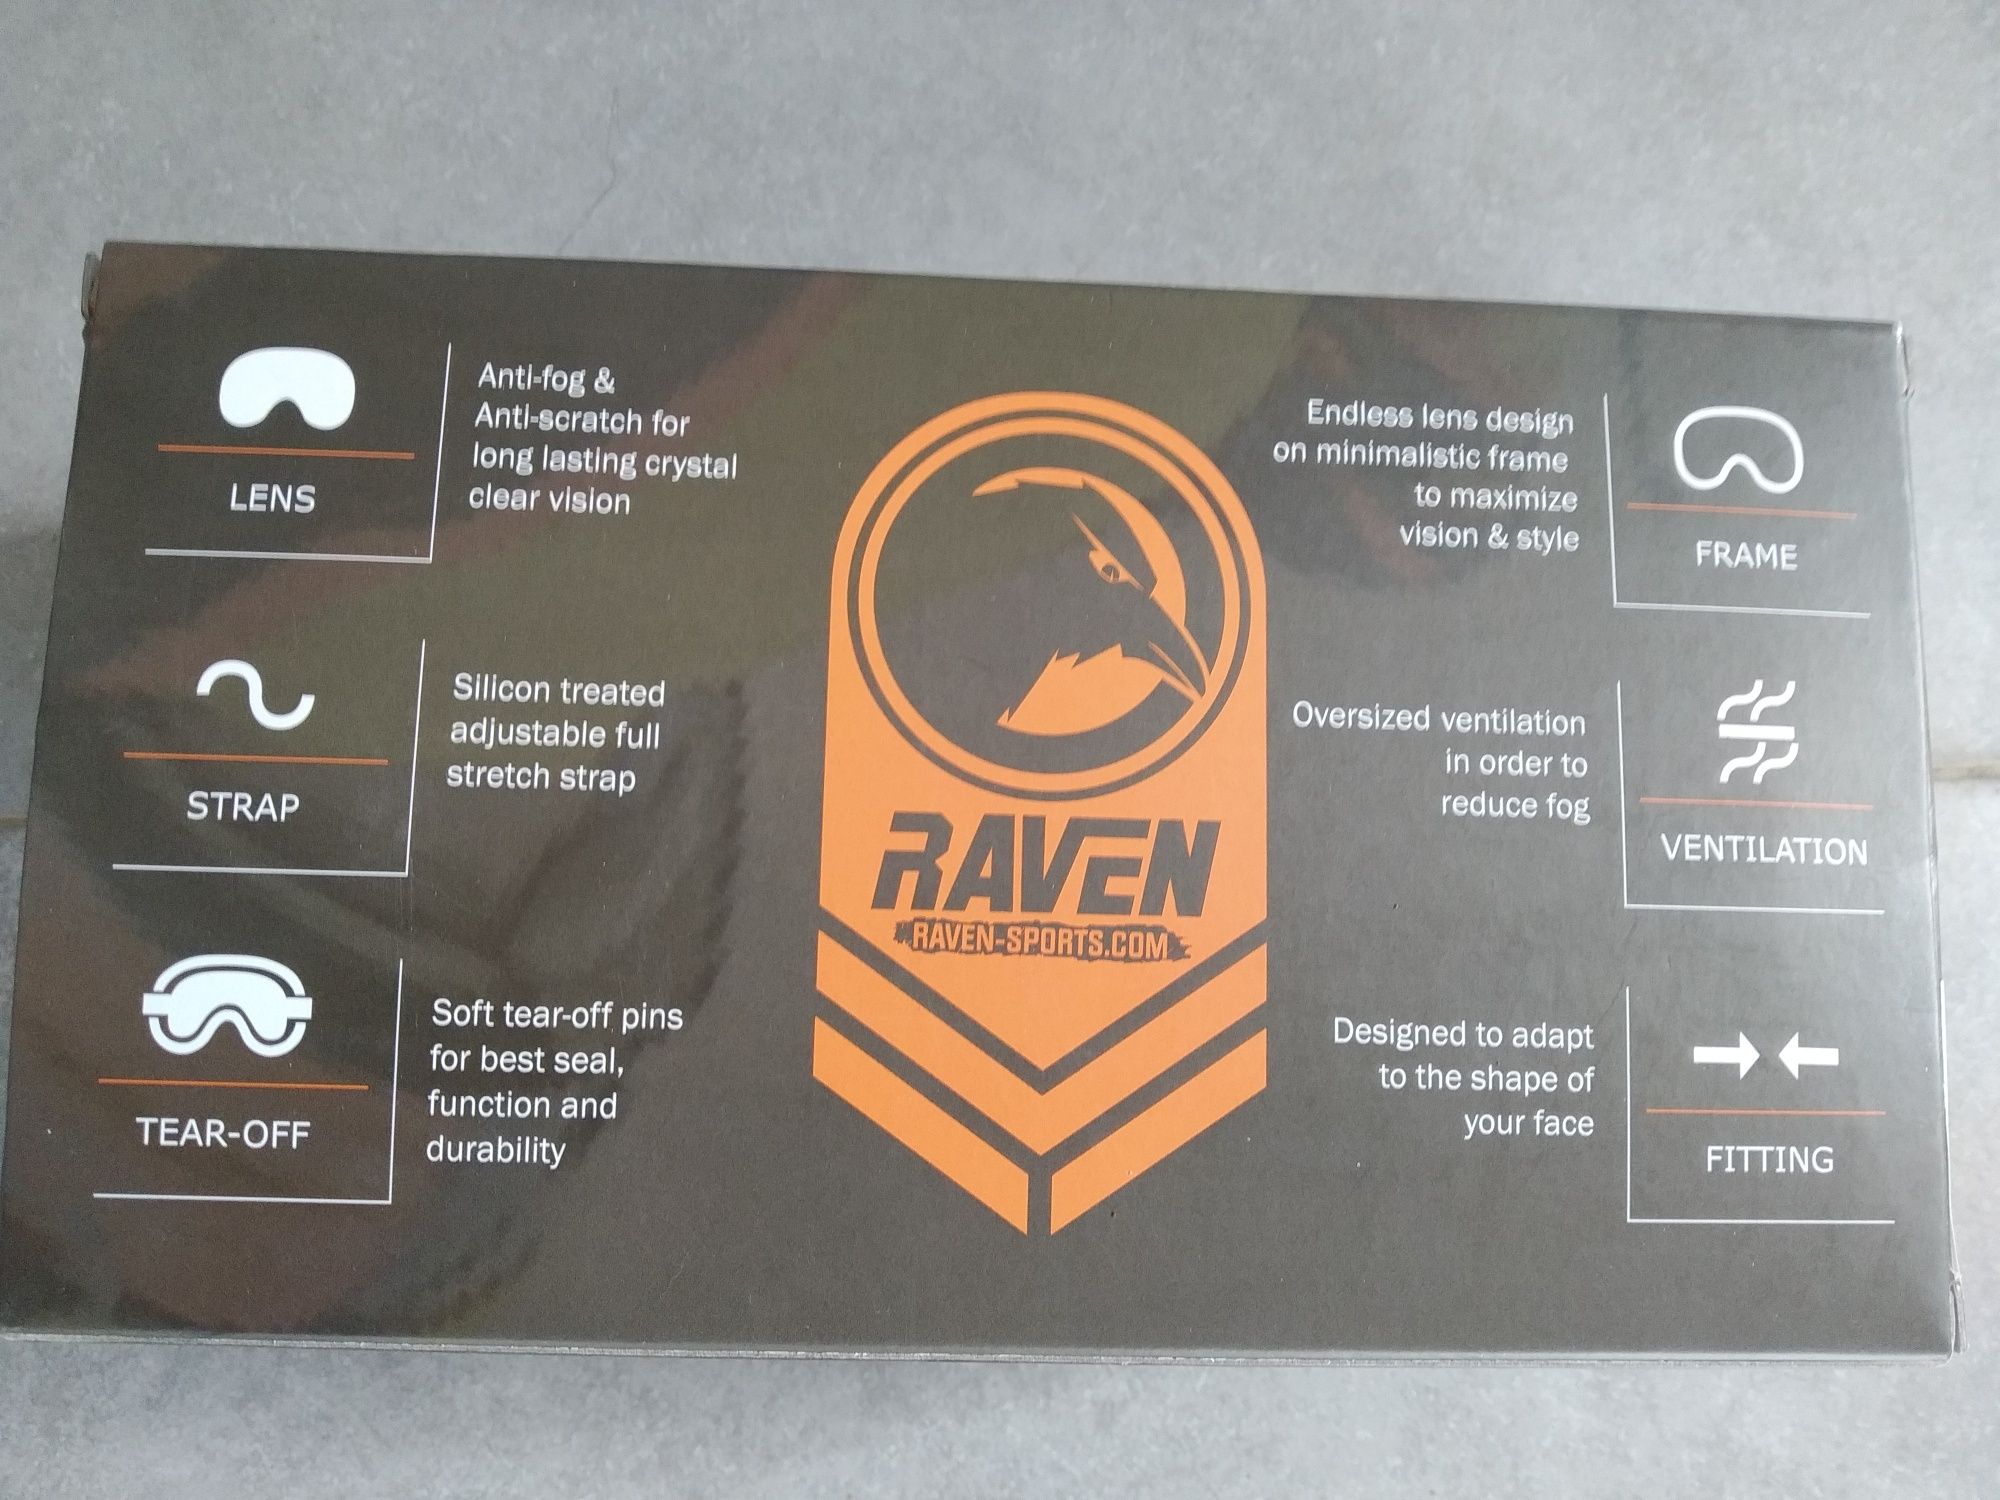 Anti-fog &
Anti-scratch for
long lasting crystal
clear vision
LENS
Silicon treated
adjustable full
stretch strap
STRAP
Soft tear-off pins
for best seal,
function and
durability
TEAR-OFF
RAVEN
RAVEN-SPORTS.COM
Endless lens design
on minimalistic frame
to maximize
vision & style
FRAME
Oversized ventilation
in order to
reduce fog
VENTILATION
Designed to adapt
to the shape of
your face
FITTING